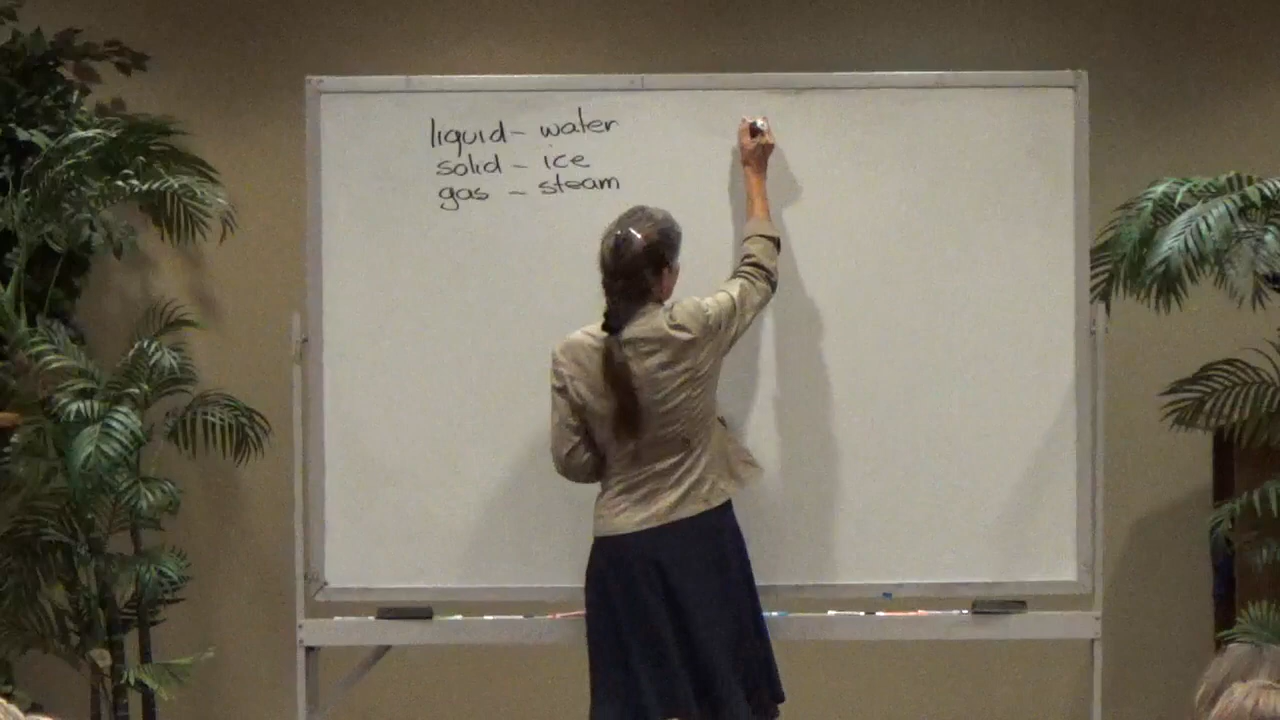 liquid - water
solid - ice
gas - steam